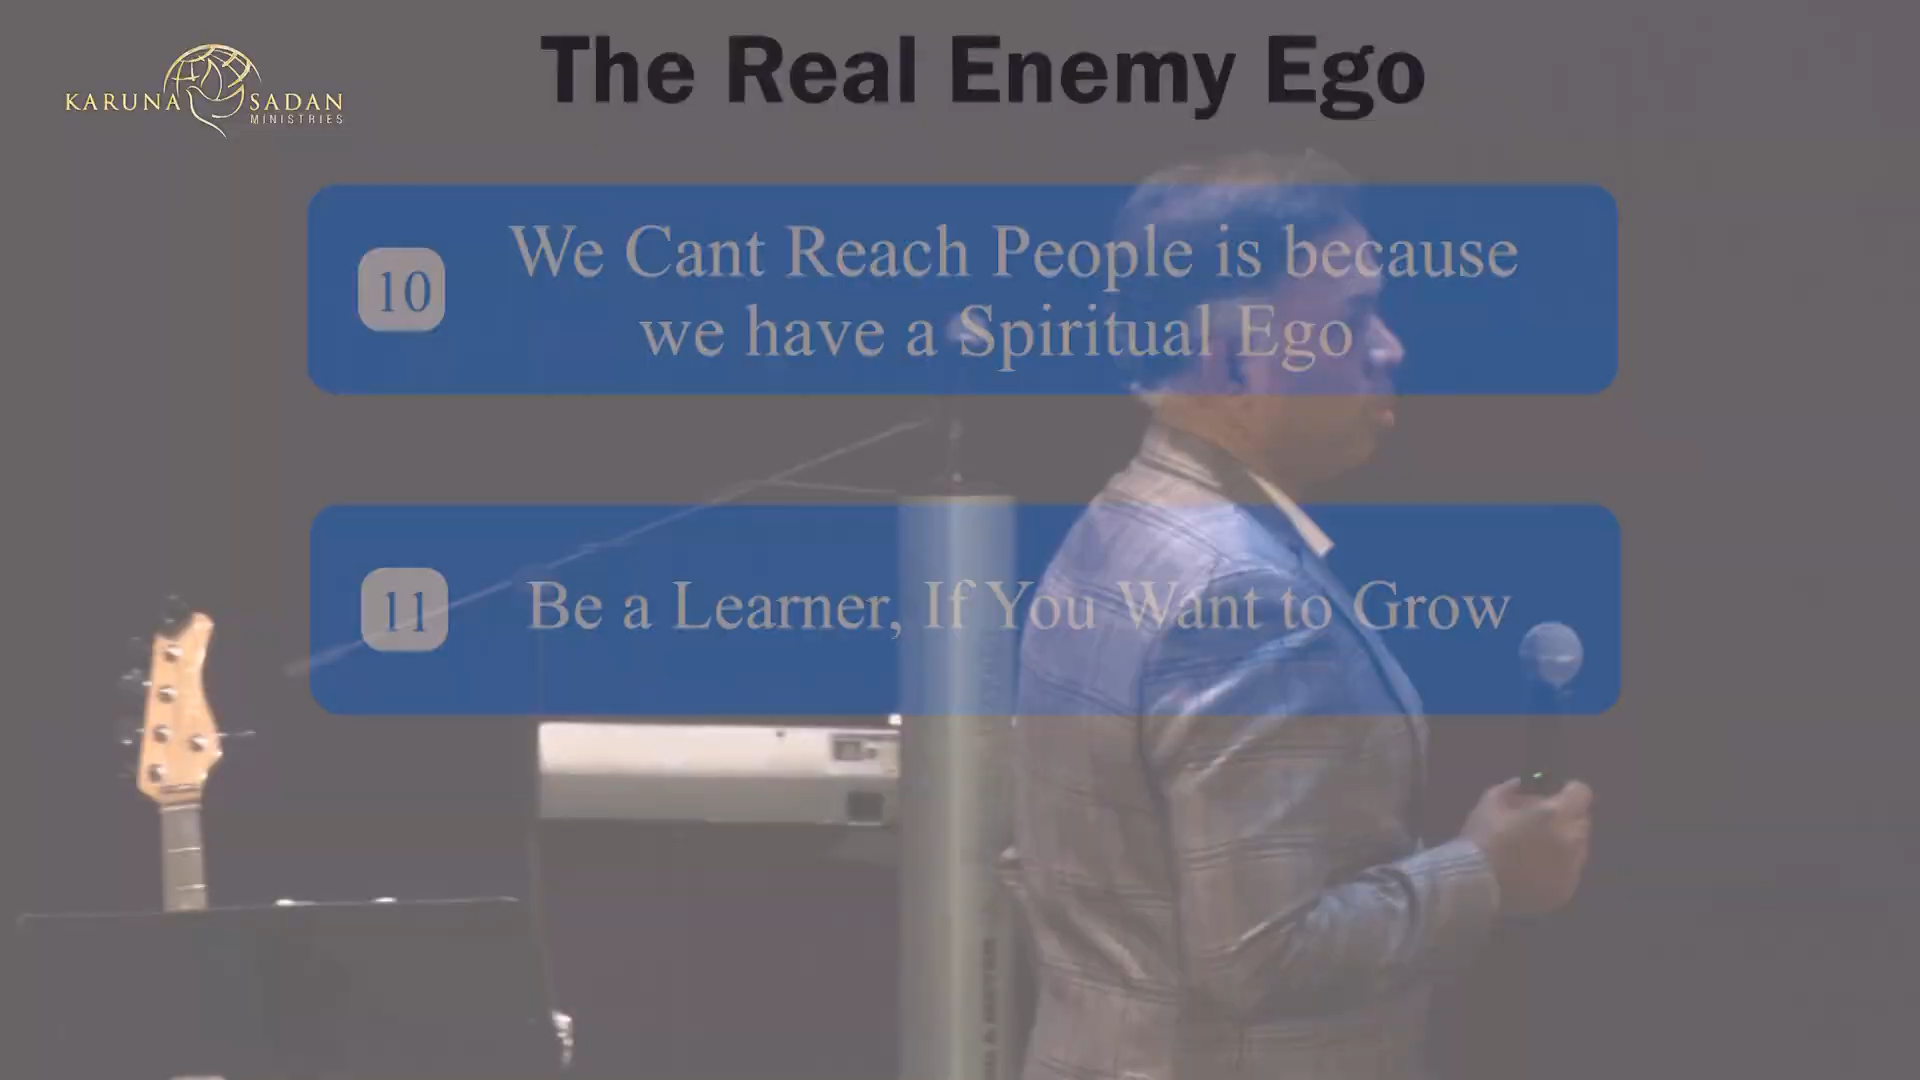 The Real Enemy Ego
KARUNA SADAN
MINISTRIES
10
We Cant Reach People is because
we have a Spiritual Ego
11
Be a Learner, If You Want to Grow